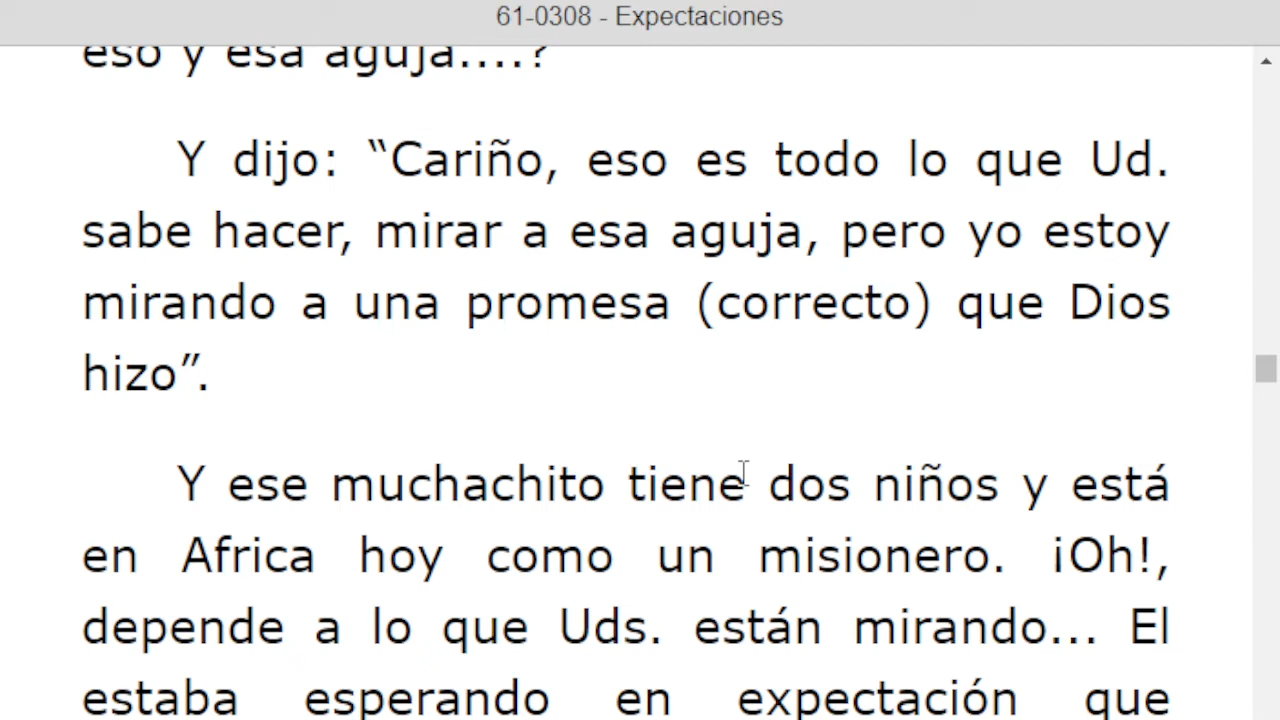 61-0308 - Expectaciones
eso y esa aguja....?
Y dijo: “Cariño, eso es todo lo que Ud.
sabe hacer, mirar a esa aguja, pero yo estoy
mirando a una promesa (correcto) que Dios
hizo”.
Y ese muchachito tiene dos niños y está
en Africa hoy como un misionero. ¡Oh!,
depende a lo que Uds. están mirando... El
estaba esperando en expectación que